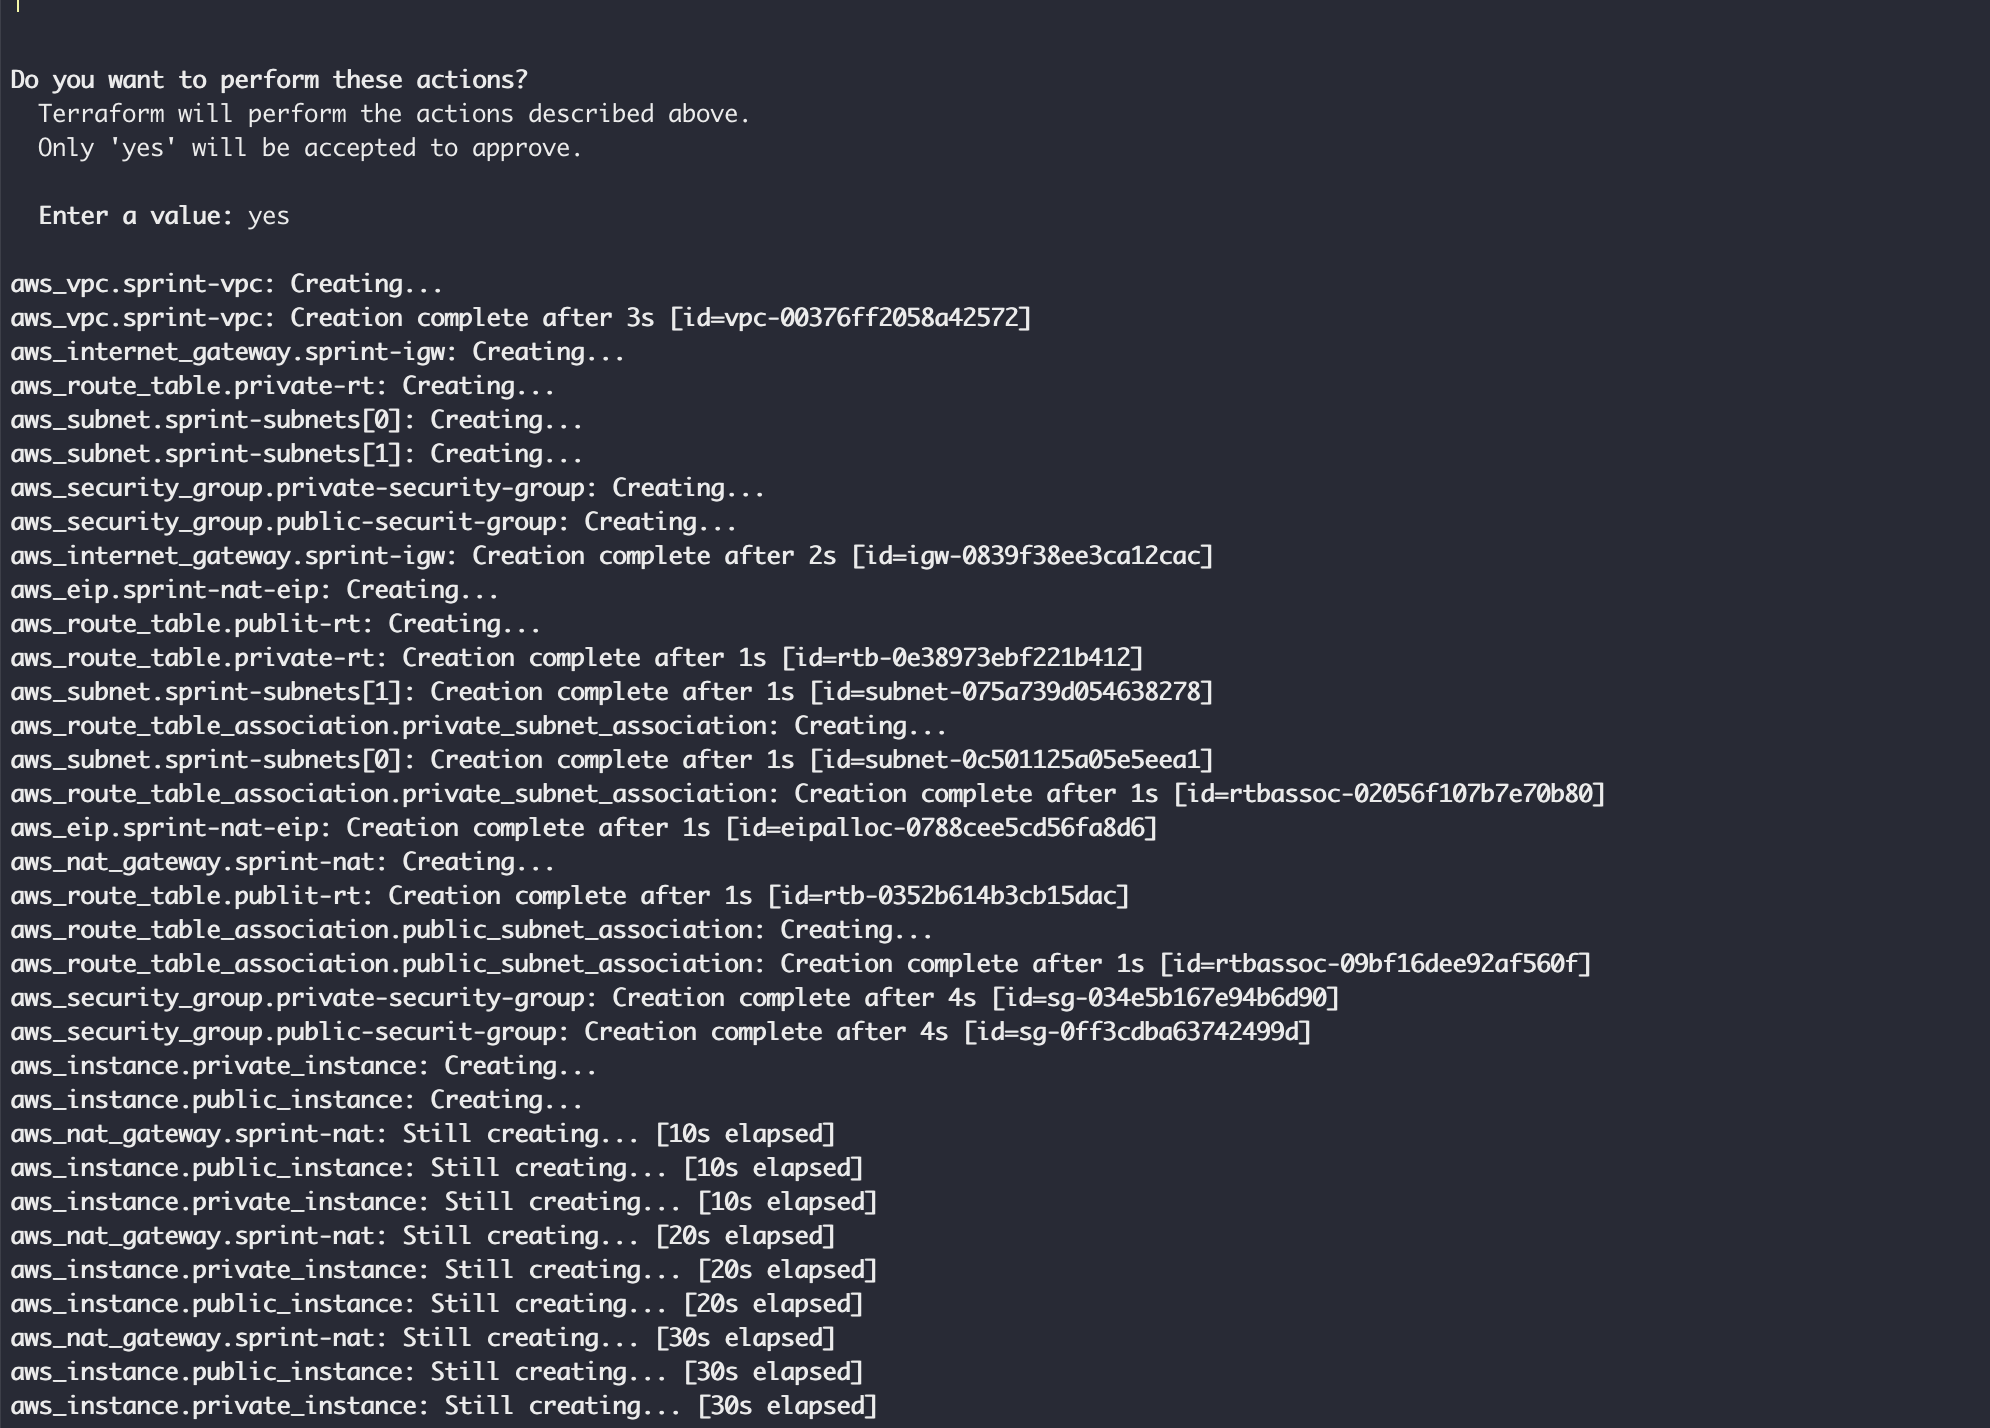 Do you want to perform these actions?
Terraform will perform the actions described above.
Only 'yes' will be accepted to approve.
Enter a value: yes
aws_vpc.sprint-vpc: Creating...
aws_vpc.sprint-vpc: Creation complete after 3s [id=vpc-00376ff2058a42572]
aws_internet_gateway.sprint-igw: Creating...
aws_route_table.private-rt: Creating...
aws_subnet.sprint-subnets[0]: Creating...
aws_subnet.sprint-subnets[1]: Creating...
aws_security_group.private-security-group: Creating...
aws_security_group.public-securit-group: Creating...
aws_internet_gateway.sprint-igw: Creation complete after 2s [id=igw-0839f38ee3ca12cac]
aws_eip.sprint-nat-eip: Creating...
aws_route_table.publit-rt: Creating...
aws_route_table.private-rt: Creation complete after 1s [id=rtb-0e38973ebf221b412]
aws_subnet.sprint-subnets[1]: Creation complete after 1s [id=subnet-075a739d054638278]
aws_route_table_association.private_subnet_association: Creating...
aws_subnet.sprint-subnets[0]: Creation complete after 1s [id=subnet-0c501125a05e5eea1]
aws_route_table_association.private_subnet_association: Creation complete after 1s [id=rtbassoc-02056f107b7e70b80]
aws_eip.sprint-nat-eip: Creation complete after 1s [id=eipalloc-0788cee5cd56fa8d6]
aws_nat_gateway.sprint-nat: Creating...
aws_route_table.publit-rt: Creation complete after 1s [id=rtb-0352b614b3cb15dac]
aws_route_table_association.public_subnet_association: Creating...
aws_route_table_association.public_subnet_association: Creation complete after 1s [id=rtbassoc-09bf16dee92af560f]
aws_security_group.private-security-group: Creation complete after 4s [id=sg-034e5b167e94b6d90]
aws_security_group.public-securit-group: Creation complete after 4s [id=sg-0ff3cdba63742499d]
aws_instance.private_instance: Creating...
aws_instance.public_instance: Creating...
aws_nat_gateway.sprint-nat: Still creating... [10s elapsed]
aws_instance.public_instance: Still creating... [10s elapsed]
aws_instance.private_instance: Still creating... [10s elapsed]
aws_nat_gateway.sprint-nat: Still creating... [20s elapsed]
aws_instance.private_instance: Still creating... [20s elapsed]
aws_instance.public_instance: Still creating... [20s elapsed]
aws_nat_gateway.sprint-nat: Still creating... [30s elapsed]
aws_instance.public_instance: Still creating... [30s elapsed]
aws_instance.private_instance: Still creating... [30s elapsed]